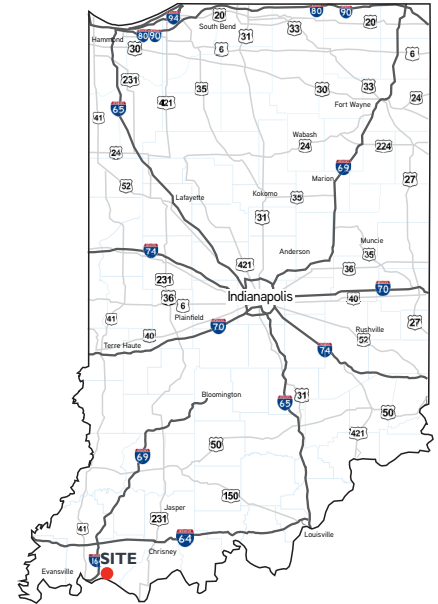 94
20
80
90
South Bend
33
20
Hammond
80
90
31
30
6
6
231
35
30
33
421
Fort Wayne
24
65
41
Wabash
24
224
24
69
Marion
27
52
Kokomo
35
Lafayette
31
Muncie
74
Anderson
35
421
36
231
70
Indianapolis
36
6
40
41
Plainfield
70
27
Rushville
40
52
Terre Haute
74
Bloomington
65
31
50
421
50
69
150
Jasper
231
41
64
Louisville
Chrisney
SITE
Evansville